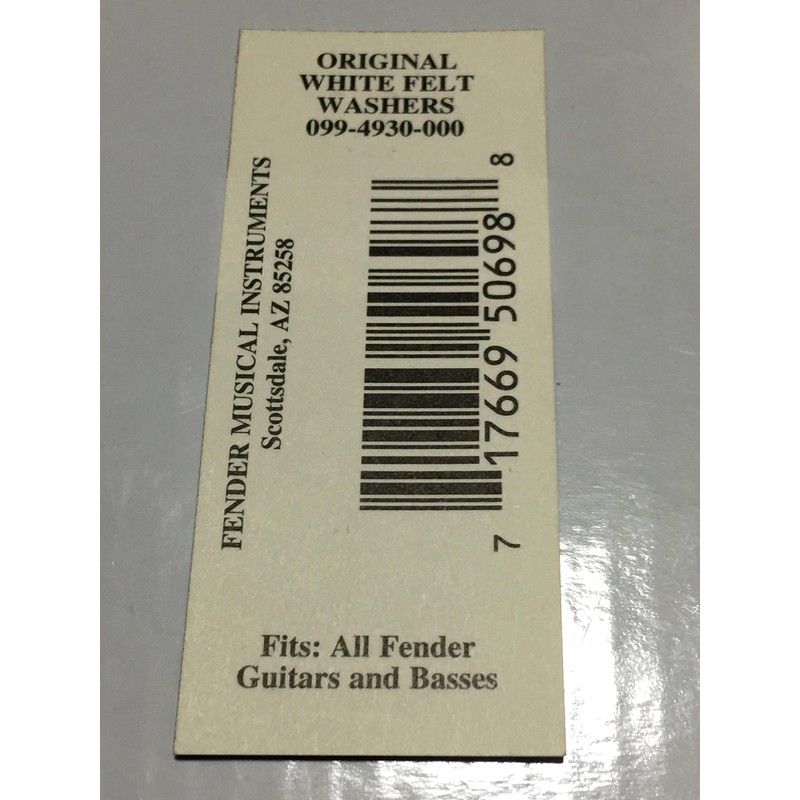 ORIGINAL
WHITE FELT
WASHERS
099-4930-000
FENDER MUSICAL INSTRUMENTS
Scottsdale, AZ 85258
7 17669 50698 8
Fits: All Fender
Guitars and Basses